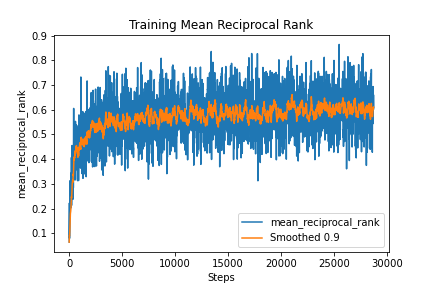 Training Mean Reciprocal Rank
mean_reciprocal_rank
0.9
0.8
0.7
0.6
0.5
0.4
0.3
0.2
0.1
0 5000 10000 15000 20000 25000 30000
Steps
mean_reciprocal_rank
Smoothed 0.9